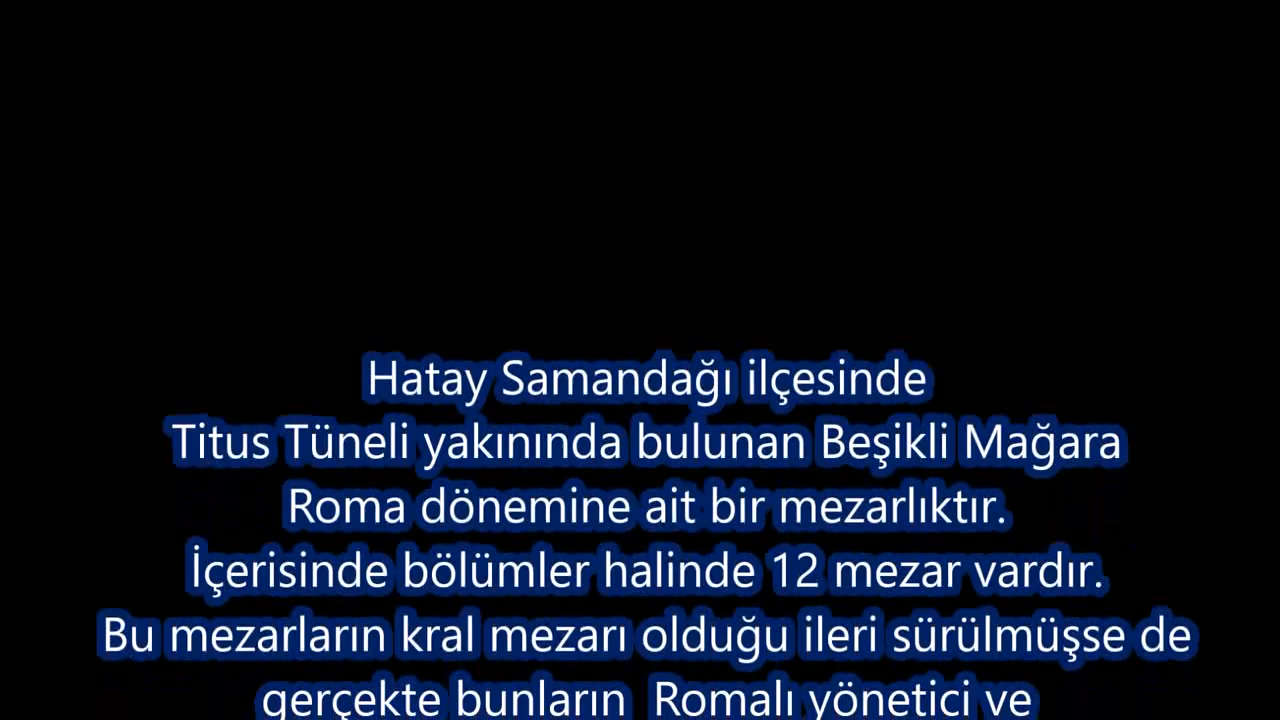 Hatay Samandağı ilçesinde
Titus Tüneli yakınında bulunan Beşikli Mağara
Roma dönemine ait bir mezarlıktır.
İçerisinde bölümler halinde 12 mezar vardır.
Bu mezarların kral mezarı olduğu ileri sürülmüşse de
gerçekte bunların  Romalı yönetici ve